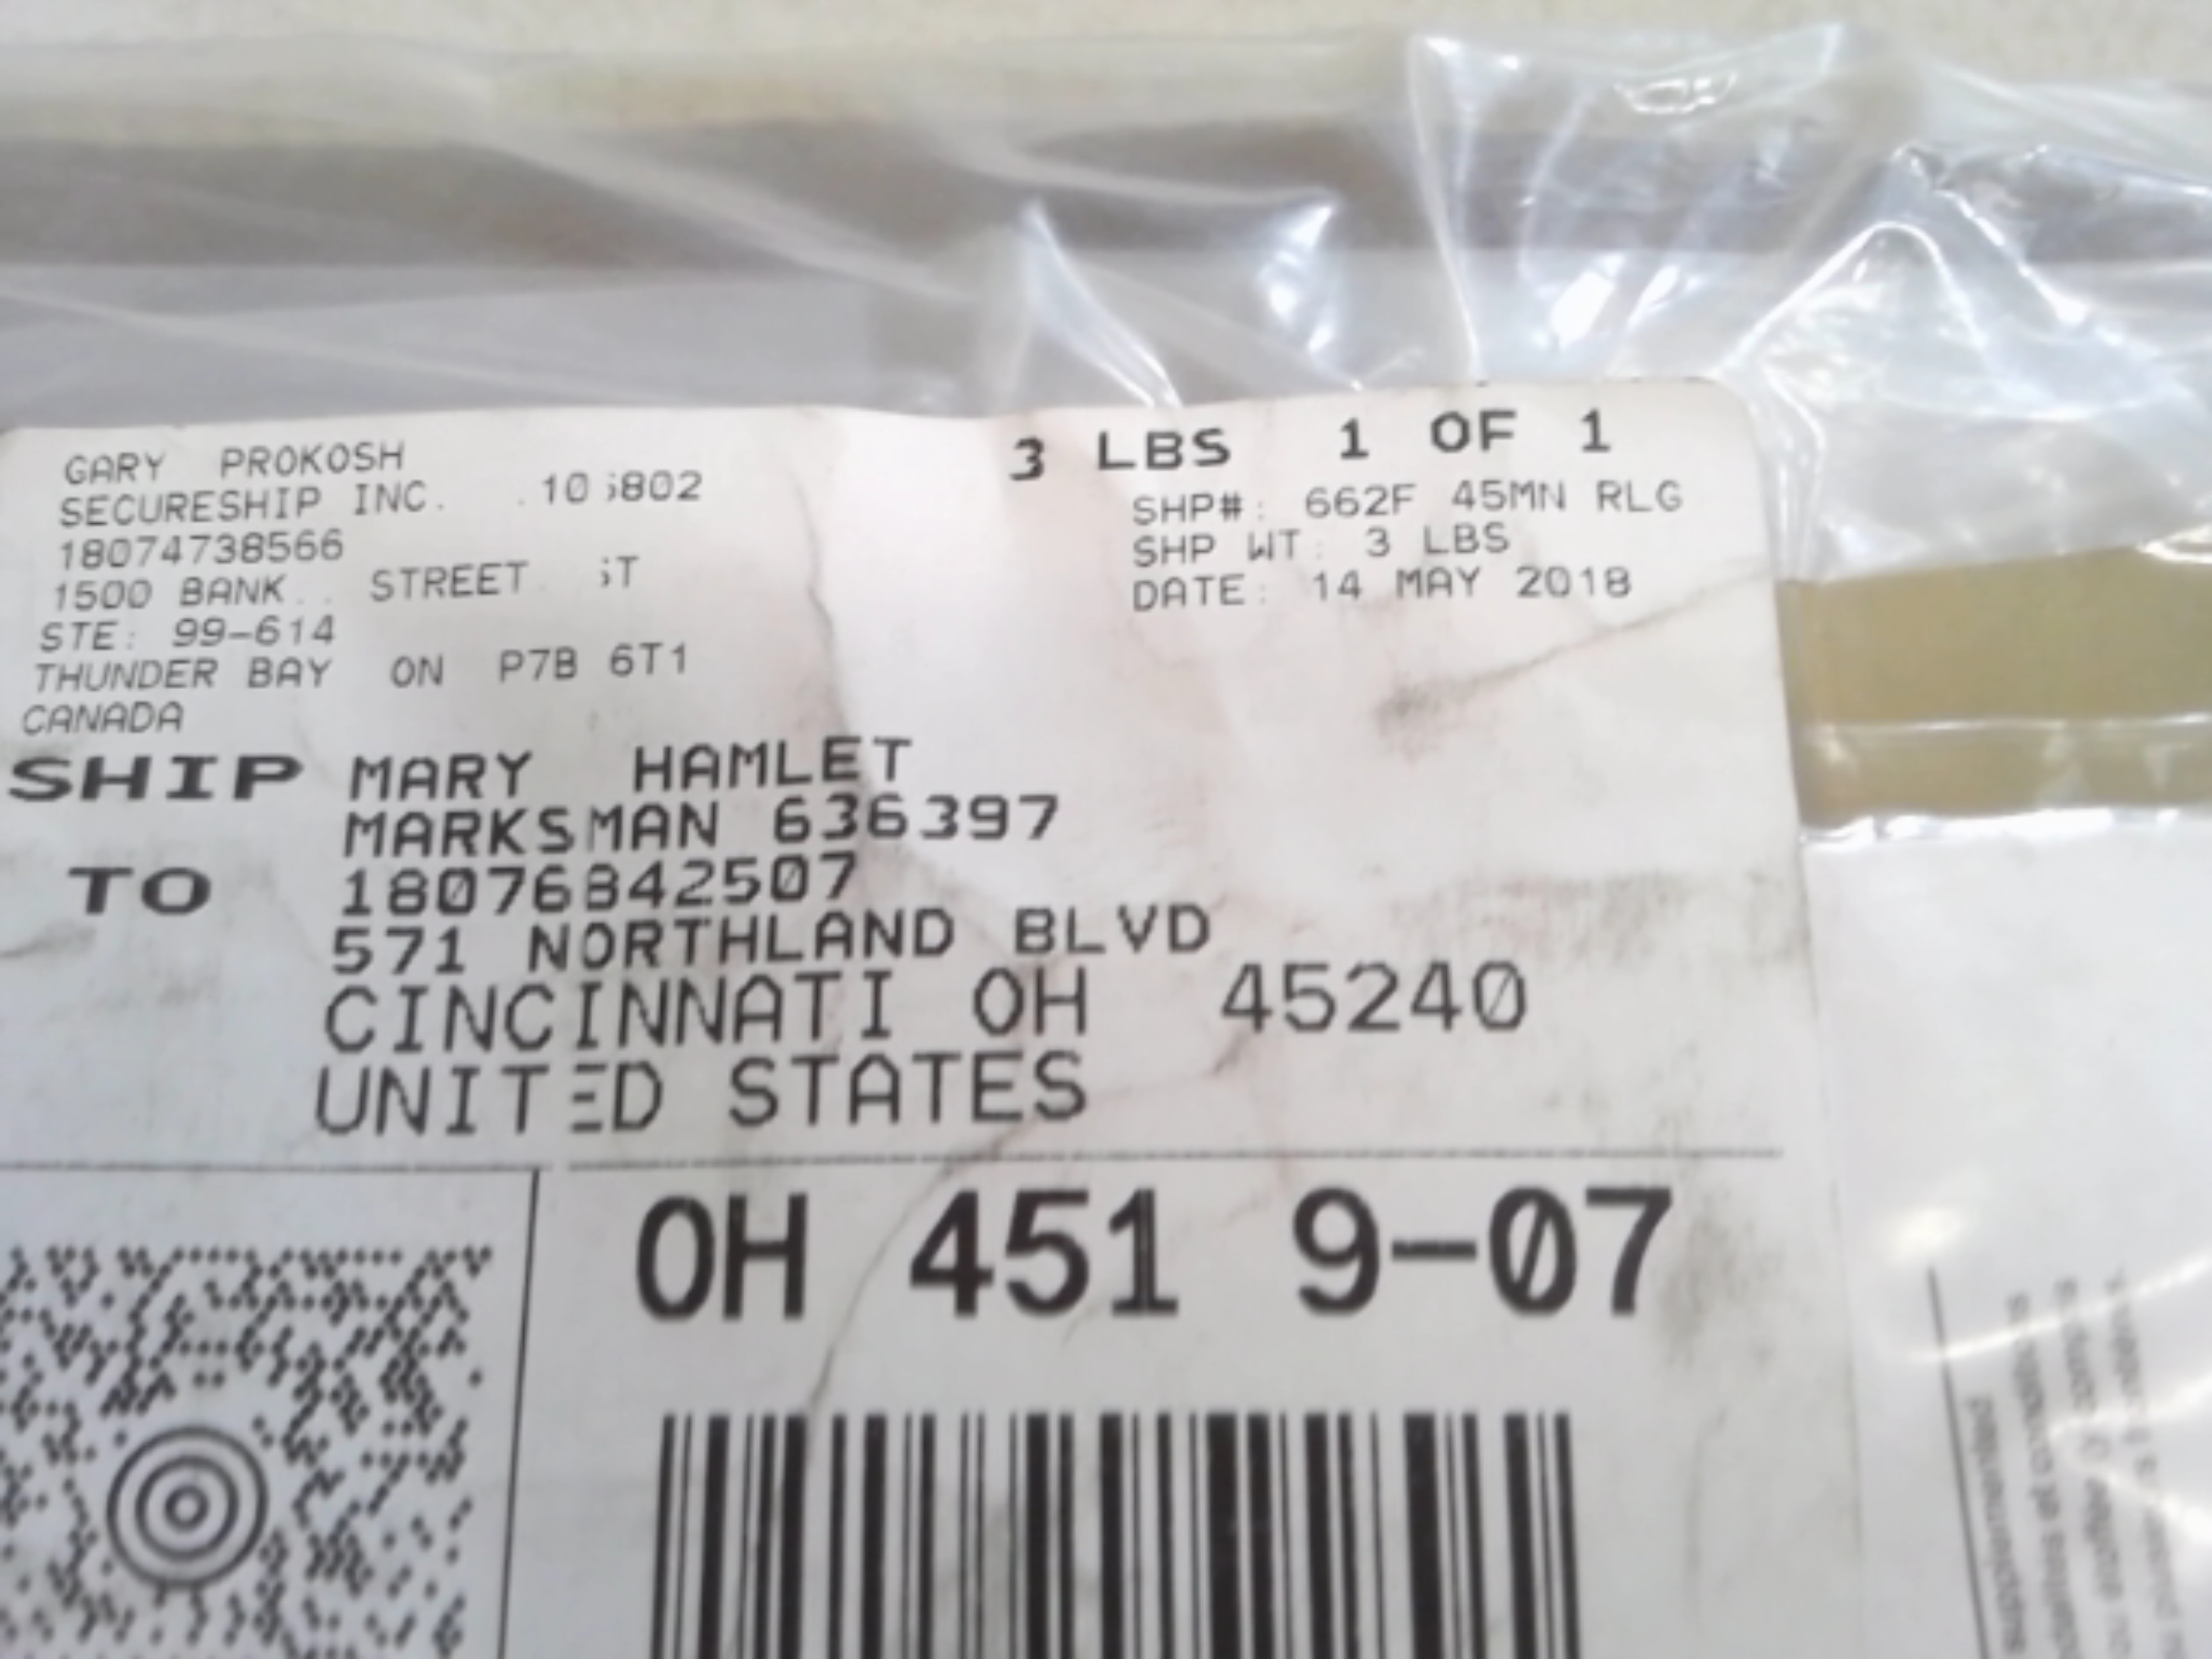 GARY PROKOSH
SECURESHIP INC.
18074738566
1500 BANK STREET
STE: 99-614
THUNDER BAY ON P7B 6T1
CANADA
3 LBS 1 OF 1
SHP#: 662F 45MN RLG
SHP WT: 3 LBS
DATE: 14 MAY 2018
SHIP TO
MARY HAMLET
MARKSMAN 636397
18076842507
571 NORTHLAND BLVD
CINCINNATI OH 45240
UNITED STATES
OH 451 9-07